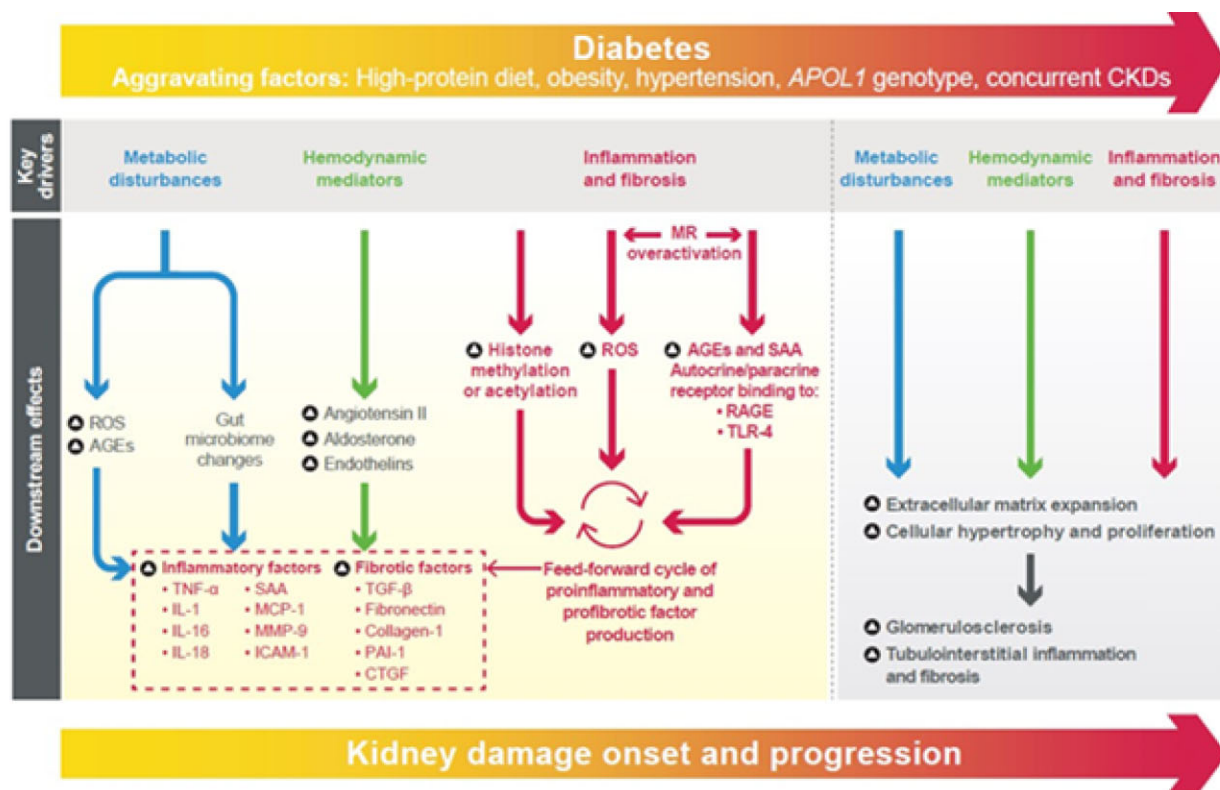 Diabetes
Aggravating factors: High-protein diet, obesity, hypertension, APOL1 genotype, concurrent CKDs
Key
drivers
Metabolic
disturbances
Hemodynamic
mediators
Inflammation
and fibrosis
Metabolic
disturbances
Hemodynamic
mediators
Inflammation
and fibrosis
Downstream effects
MR
overactivation
ROS
AGEs
Gut
microbiome
changes
Angiotensin II
Aldosterone
Endothelins
Histone
methylation
or acetylation
ROS
AGEs and SAA
Autocrine/paracrine
receptor binding to:
• RAGE
• TLR-4
Inflammatory factors
• TNF-α
• IL-1
• IL-16
• IL-18
• SAA
• MCP-1
• MMP-9
• ICAM-1
Fibrotic factors
• TGF-β
• Fibronectin
• Collagen-1
• PAI-1
• CTGF
Feed-forward cycle of
proinflammatory and
profibrotic factor
production
Extracellular matrix expansion
Cellular hypertrophy and proliferation
Glomerulosclerosis
Tubulointerstitial inflammation
and fibrosis
Kidney damage onset and progression